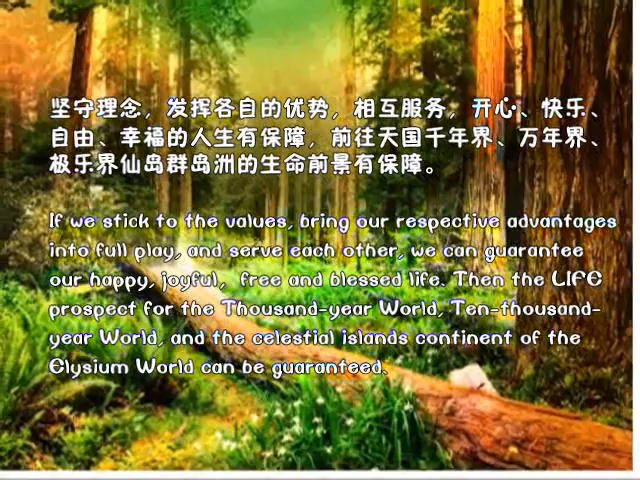 坚守理念，发挥各自的优势，相互服务，开心、快乐、
自由、幸福的人生有保障，前往天国千年界、万年界、
极乐界仙岛群岛洲的生命前景有保障。
If we stick to the values, bring our respective advantages
into full play, and serve each other, we can guarantee
our happy, joyful，free and blessed life. Then the LIFE
prospect for the Thousand-year World, Ten-thousand-
year World, and the celestial islands continent of the
Elysium World can be guaranteed.